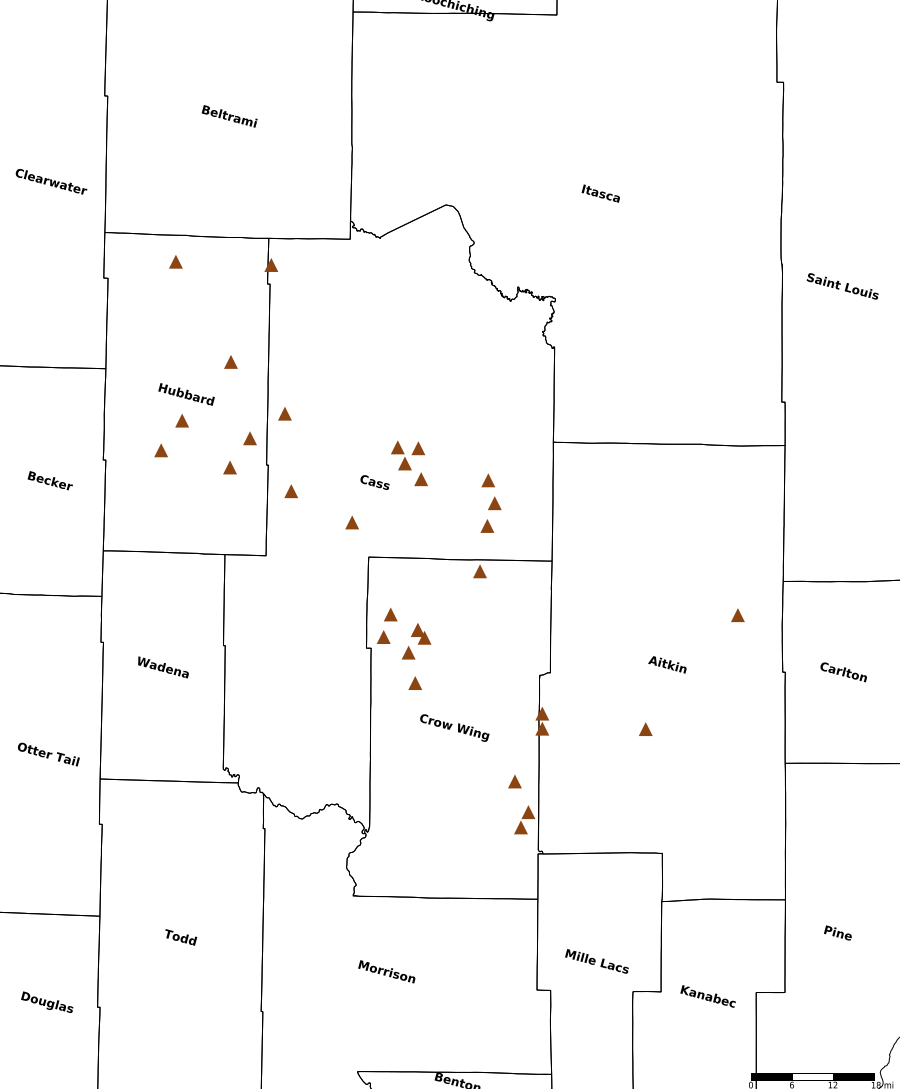 Beltrami
Clearwater
Itasca
Saint Louis
Hubbard
Becker
Cass
Wadena
Aitkin
Carlton
Crow Wing
Otter Tail
Todd
Pine
Morrison
Mille Lacs
Kanabec
Douglas
Benton
0 6 12 18 mi